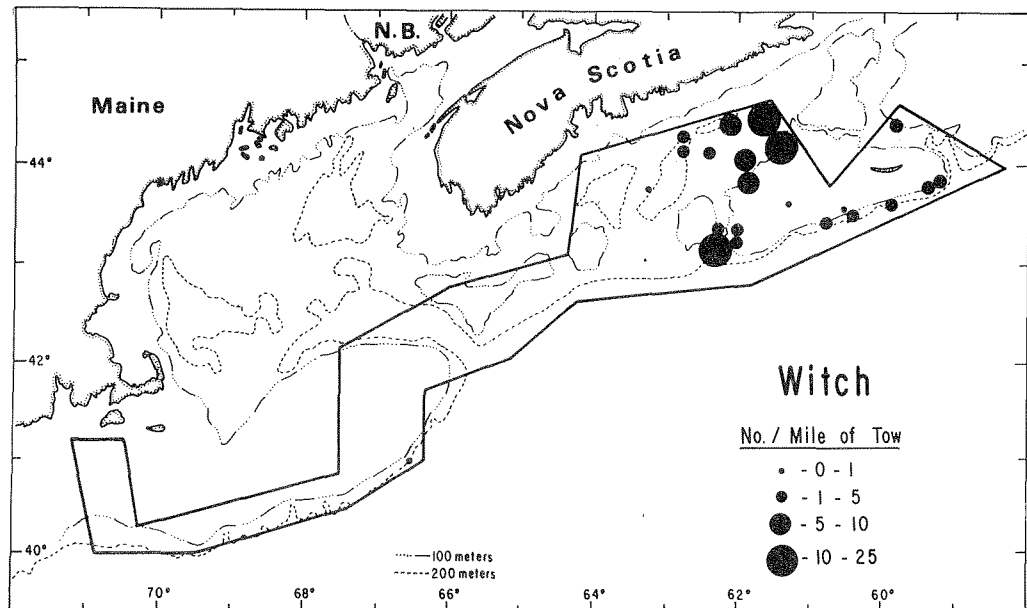 N.B.
Nova Scotia
Maine
44°
42°
40°
Witch
No. / Mile of Tow
- 0 - 1
- 1 - 5
- 5 - 10
- 10 - 25
100 meters
200 meters
70° 68° 66° 64° 62° 60°